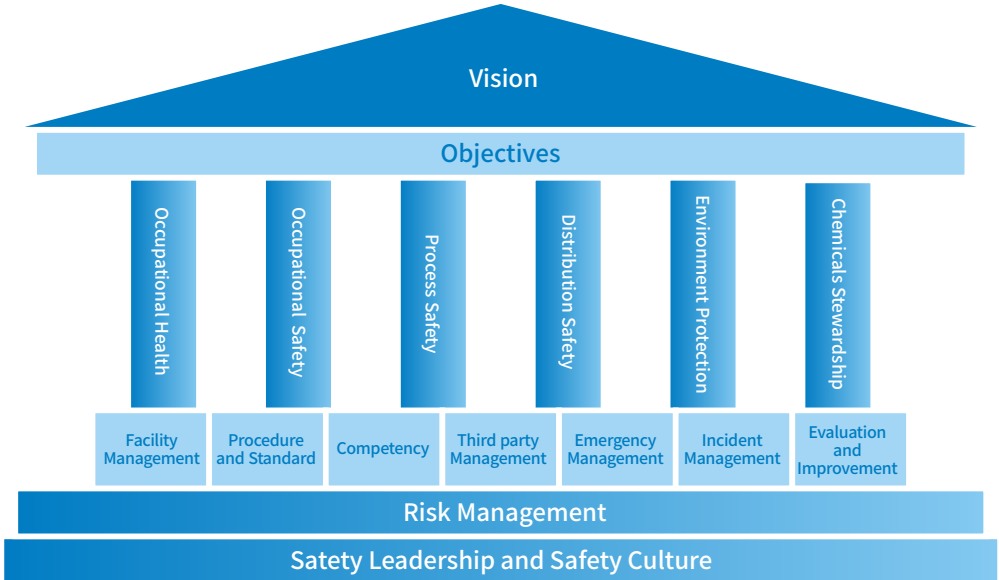 Vision
Objectives
Occupational Health
Occupational Safety
Process Safety
Distribution Safety
Environment Protection
Chemicals Stewardship
Facility
Management
Procedure
and Standard
Competency
Third party
Management
Emergency
Management
Incident
Management
Evaluation
and
Improvement
Risk Management
Satety Leadership and Safety Culture